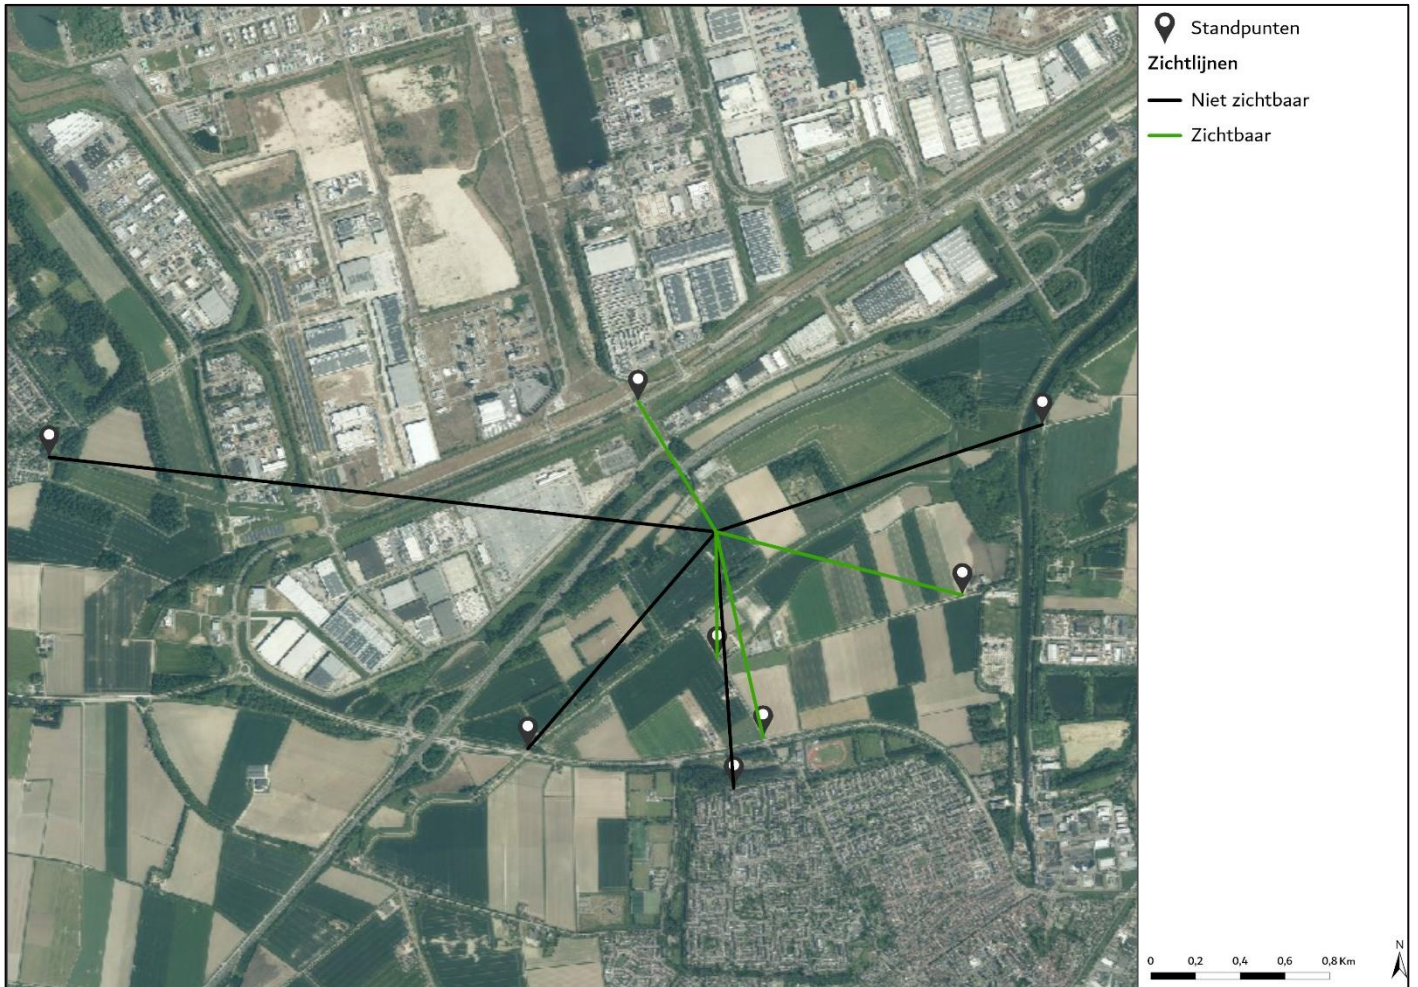 Standpunten
Zichtlijnen
Niet zichtbaar
Zichtbaar
0 0,2 0,4 0,6 0,8 Km
N